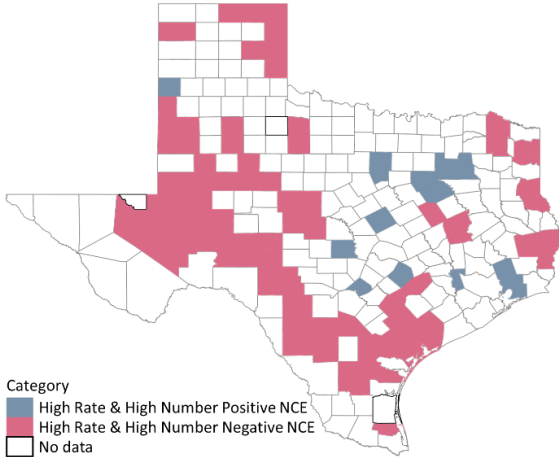 Category
High Rate & High Number Positive NCE
High Rate & High Number Negative NCE
No data